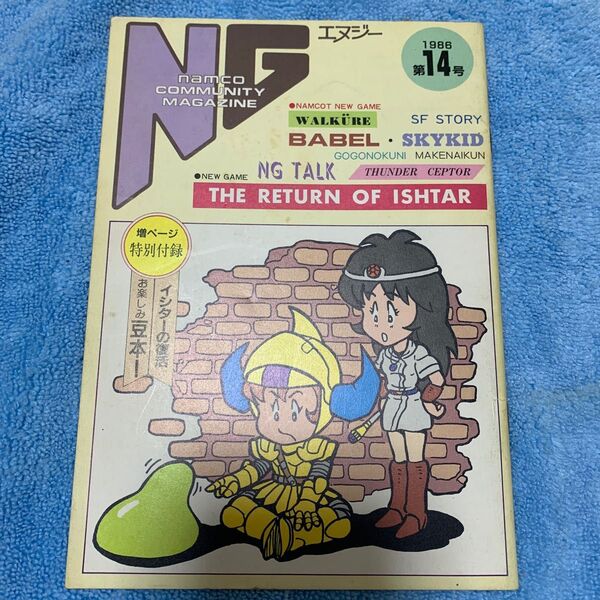 NG エヌジー
namco
COMMUNITY
MAGAZINE
1986
第14号
●NAMCOT NEW GAME
WALKÜRE SF STORY
BABEL・SKYKID
GOGONOKUNI MAKENAIKUN
●NEW GAME NG TALK THUNDER CEPTOR
THE RETURN OF ISHTAR
増ページ
特別付録
イシターの復活
お楽しみ豆本!